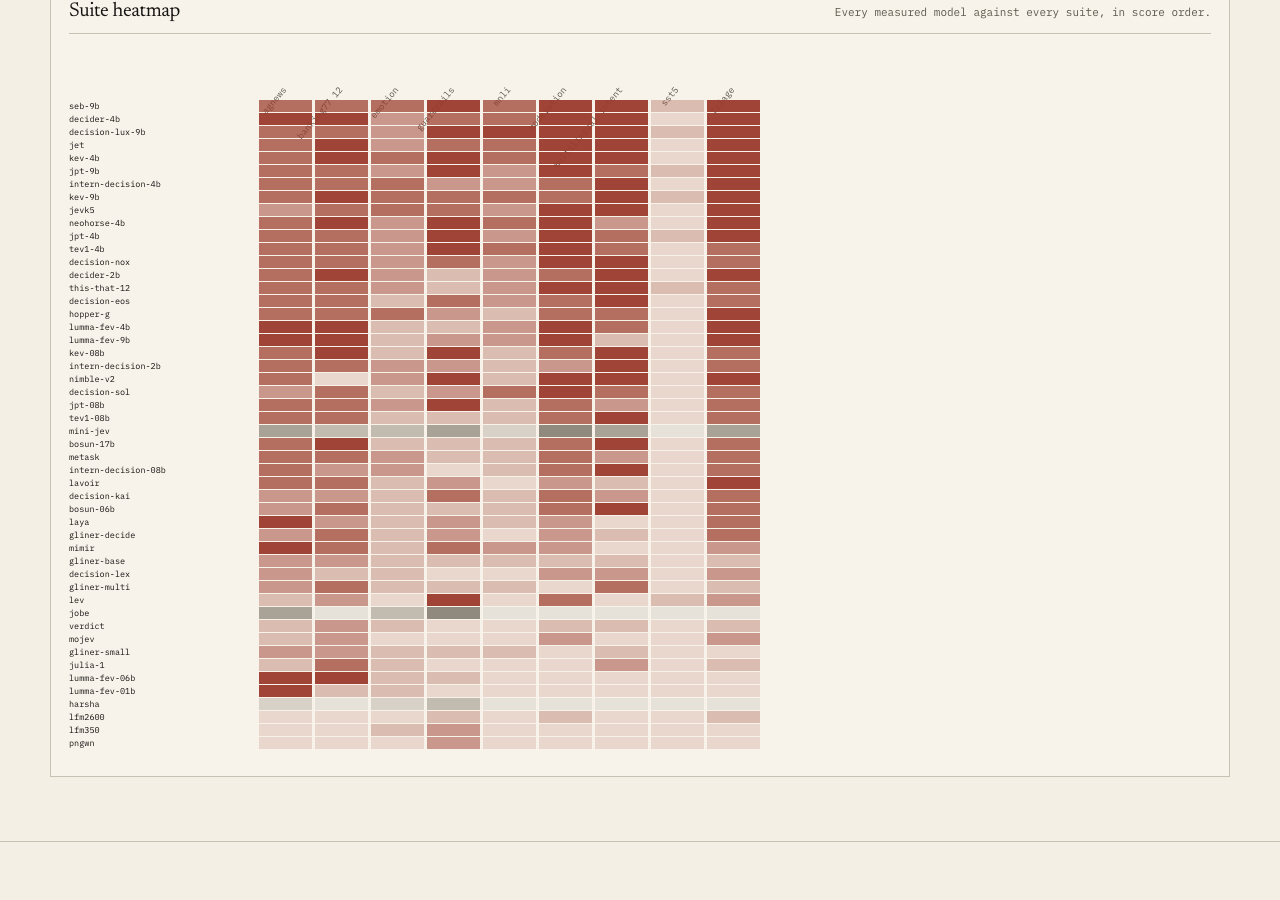 Suite heatmap
Every measured model against every suite, in score order.
emotion
mnli
sst5
seb-9b
decider-4b
decision-lux-9b
jet
kev-4b
jpt-9b
intern-decision-4b
kev-9b
jevk5
neohorse-4b
jpt-4b
tev1-4b
decision-nox
decider-2b
this-that-12
decision-eos
hopper-g
lumma-fev-4b
lumma-fev-9b
kev-08b
intern-decision-2b
nimble-v2
decision-sol
jpt-08b
tev1-08b
mini-jev
bosun-17b
metask
intern-decision-08b
lavoir
decision-kai
bosun-06b
laya
gliner-decide
mimir
gliner-base
decision-lex
gliner-multi
lev
jobe
verdict
mojev
gliner-small
julia-1
lumma-fev-06b
lumma-fev-01b
harsha
lfm2600
lfm350
pngwn